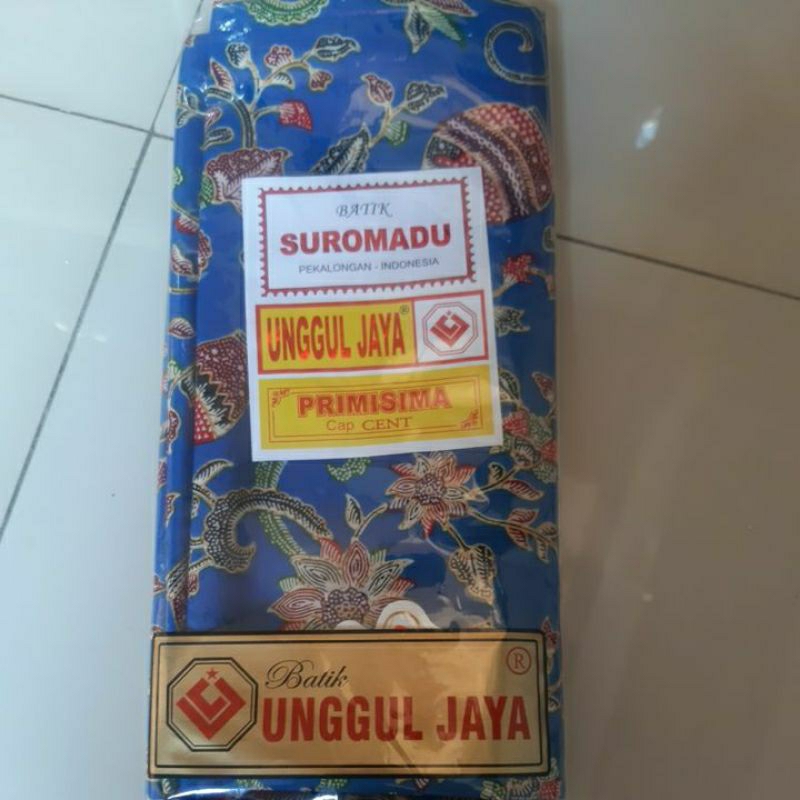 BATIK
SUROMADU
PEKALONGAN - INDONESIA
UNGGUL JAYA ®
PRIMISIMA
Cap CENT
Batik
UNGGUL JAYA ®